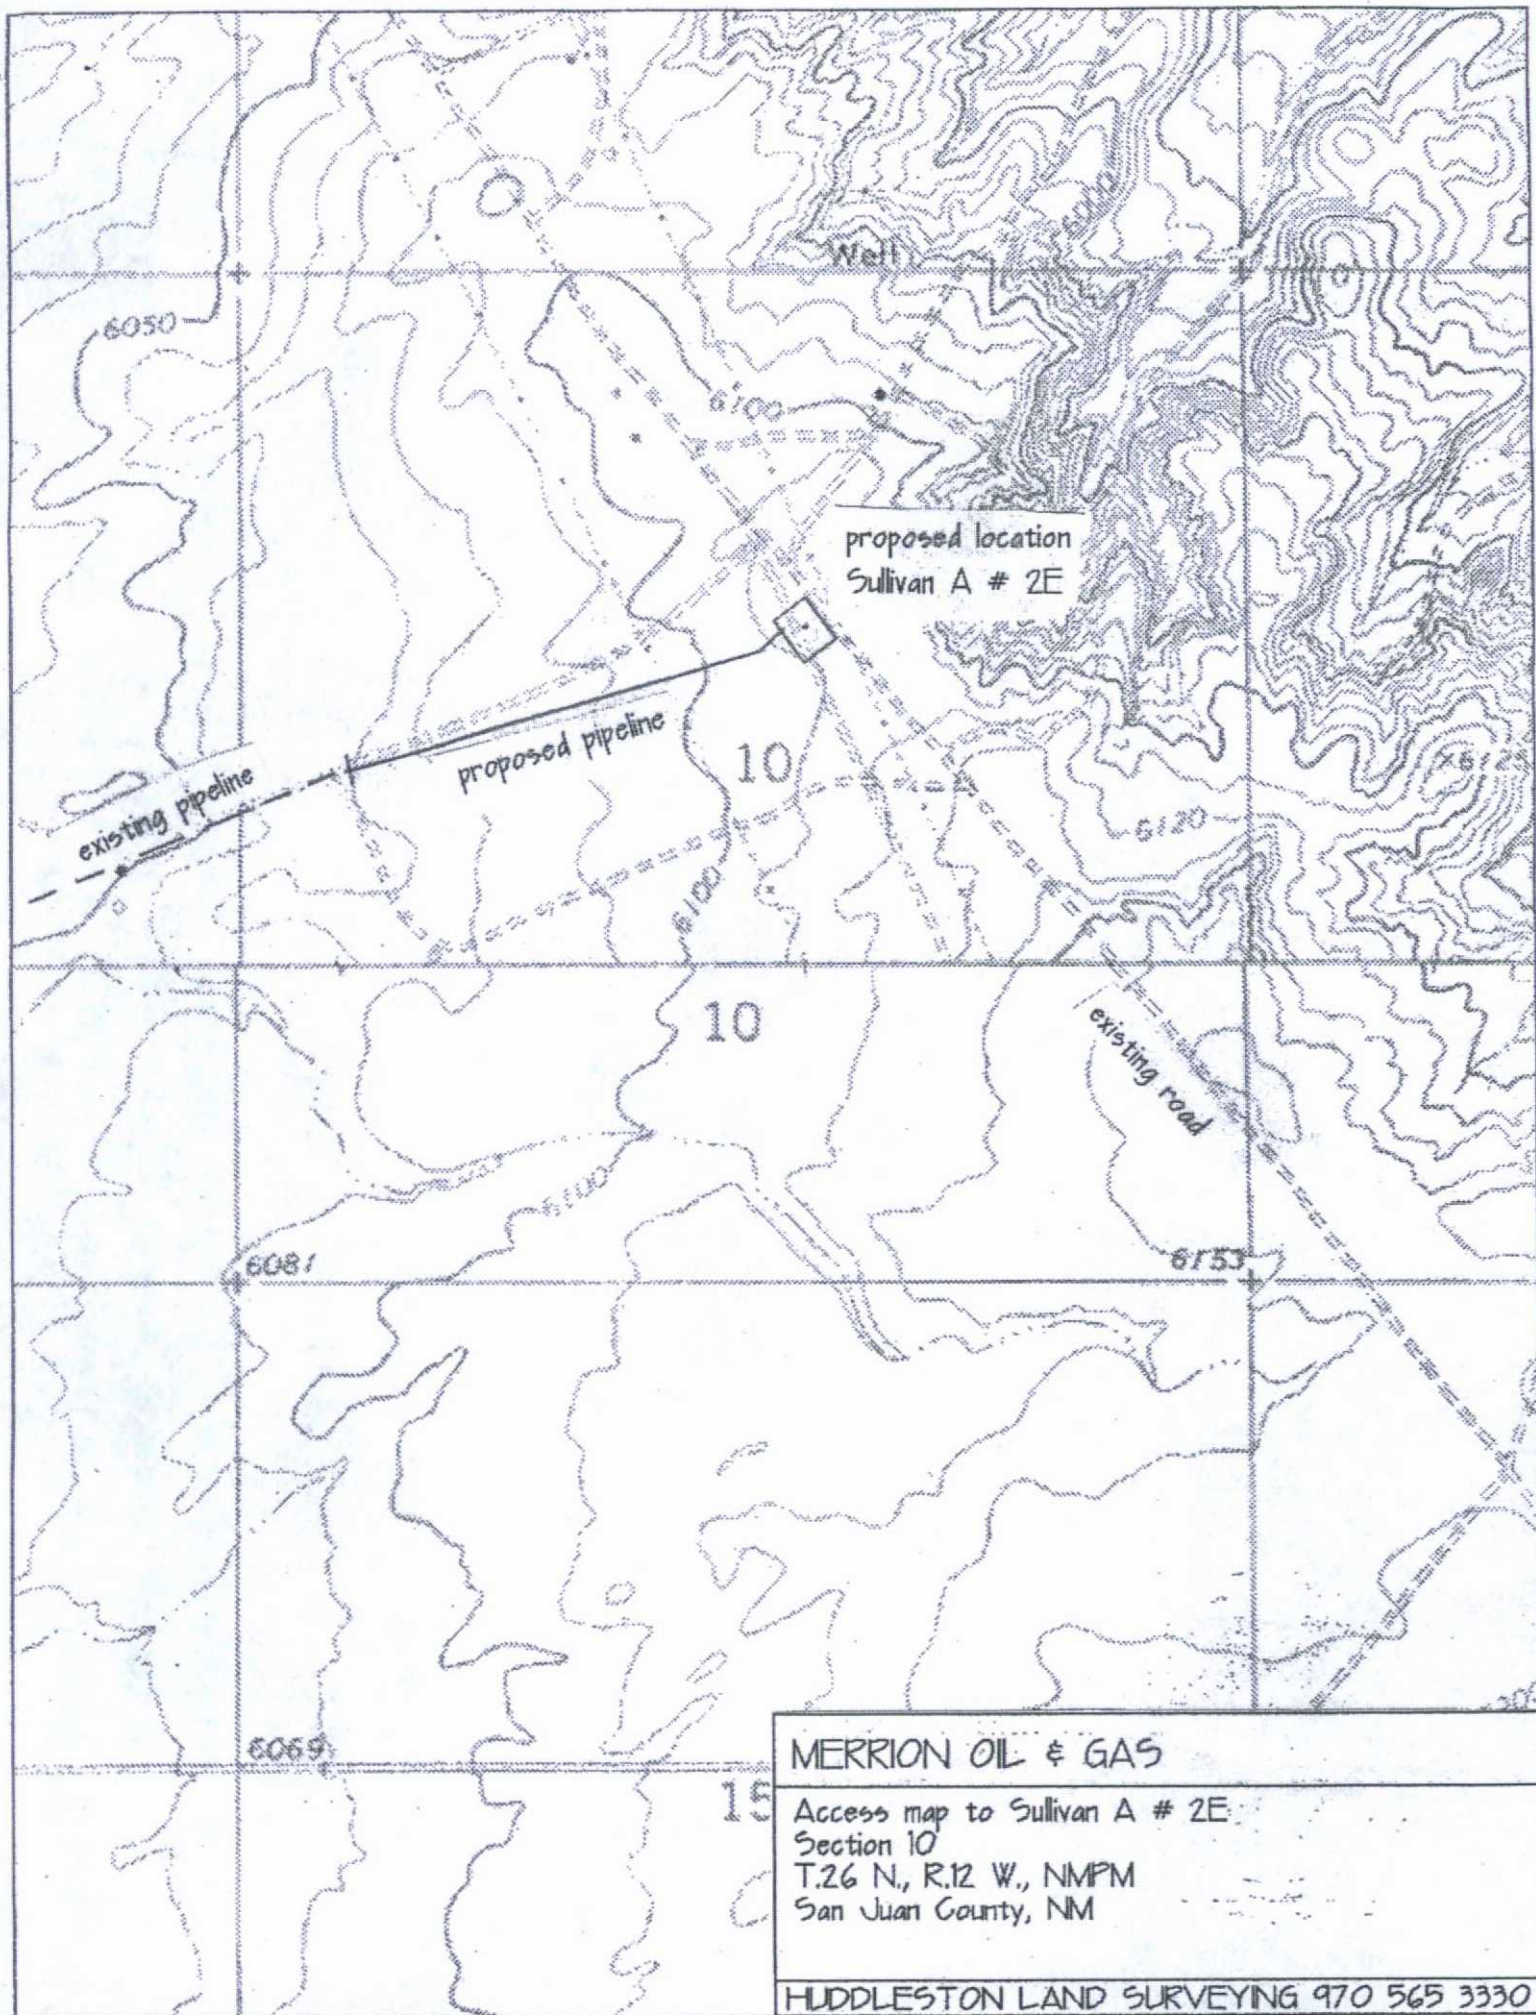 Well
6050
6100
proposed location
Sullivan A # 2E
proposed pipeline
10
existing pipeline
6120
6100
10
existing road
6100
6081
6153
6069
15
MERRION OIL & GAS
Access map to Sullivan A # 2E
Section 10
T.26 N., R.12 W., NMPM
San Juan County, NM
HUDDLESTON LAND SURVEYING 970 565 3330